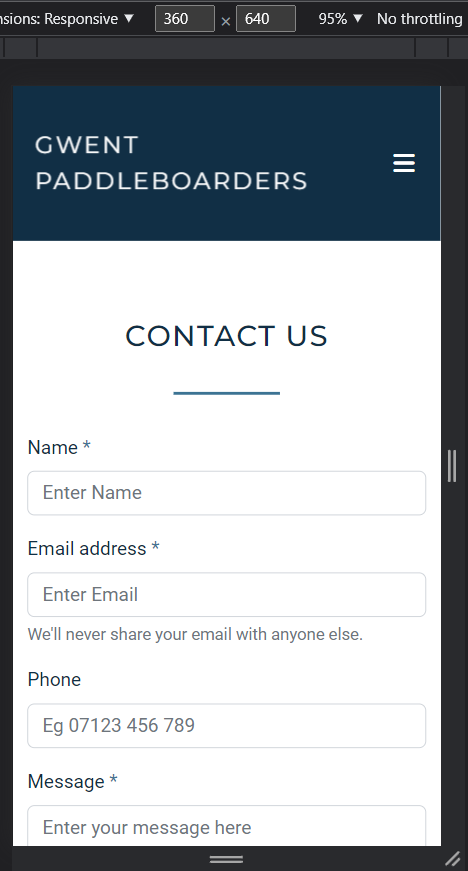 nsions: Responsive ▼ 360 × 640 95% ▼ No throttling
GWENT
PADDLEBOARDERS
CONTACT US
Name *
Enter Name
Email address *
Enter Email
We'll never share your email with anyone else.
Phone
Eg 07123 456 789
Message *
Enter your message here